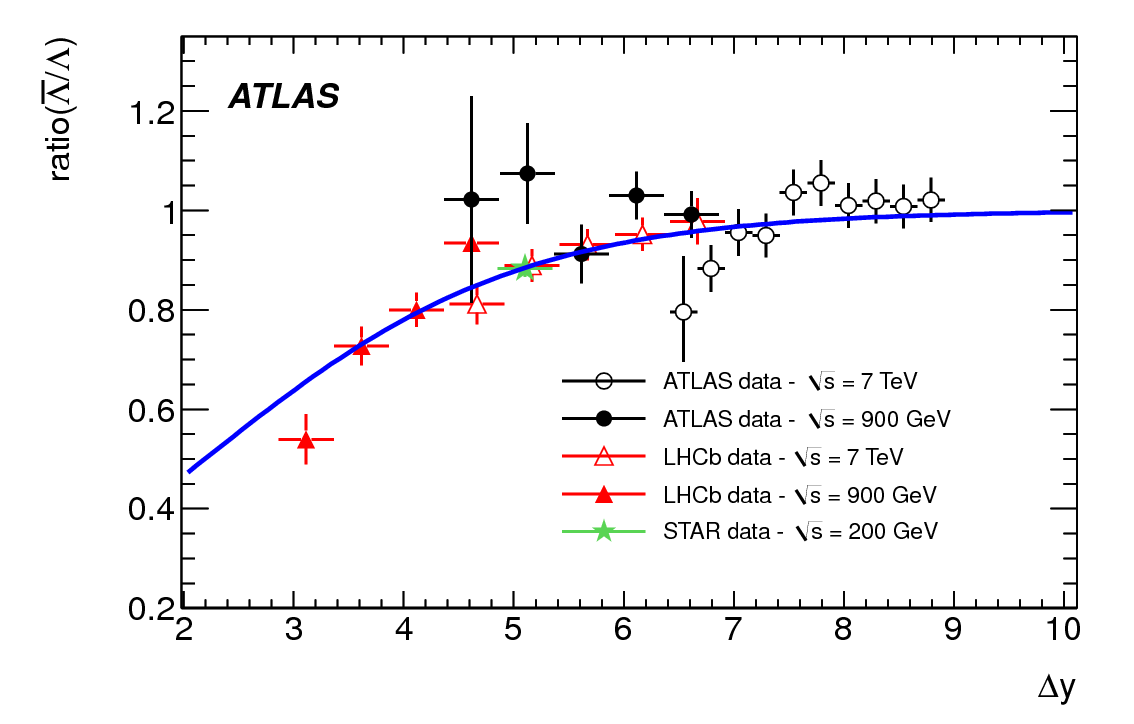 ratio(Λ̅/Λ)
ATLAS
1.2
1
0.8
0.6
0.4
0.2
ATLAS data - √s = 7 TeV
ATLAS data - √s = 900 GeV
LHCb data - √s = 7 TeV
LHCb data - √s = 900 GeV
STAR data - √s = 200 GeV
2 3 4 5 6 7 8 9 10
Δy